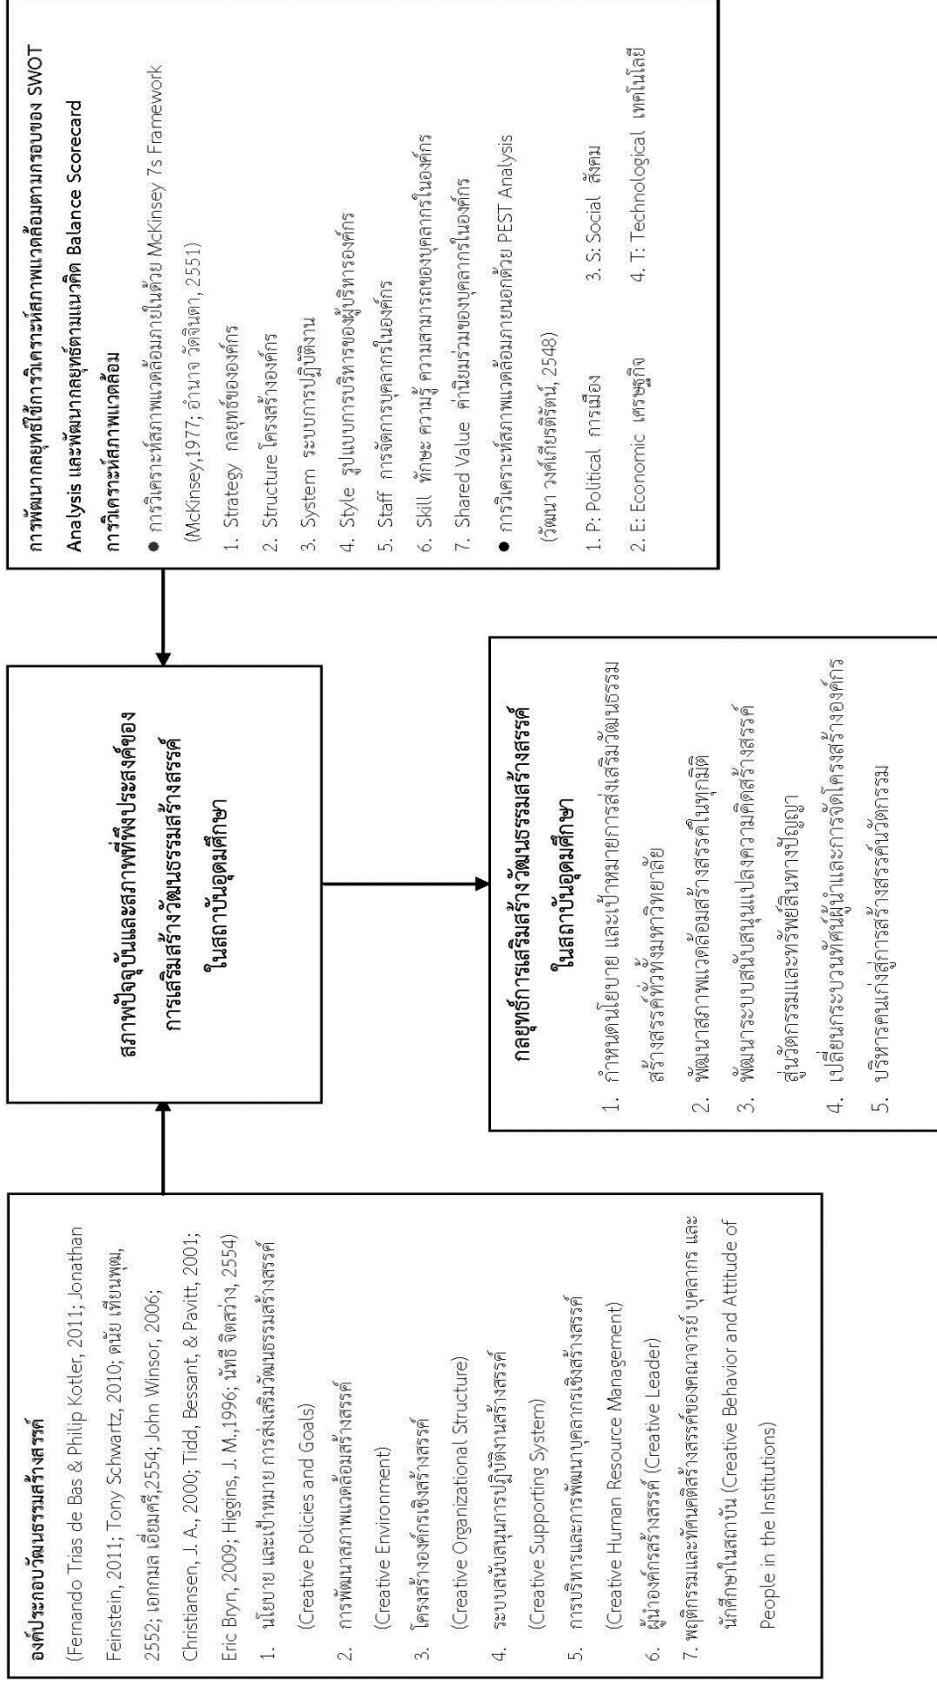 องค์ประกอบวัฒนธรรมสร้างสรรค์
(Fernando Trias de Bas & Philip Kotler, 2011; Jonathan
Feinstein, 2011; Tony Schwartz, 2010; ดนัย เทียนพุฒ,
2552; เอกกมล เอี่ยมศรี,2554; John Winsor, 2006;
Christiansen, J. A., 2000; Tidd, Bessant, & Pavitt, 2001;
Eric Bryn, 2009; Higgins, J. M.,1996; นัทธี จิตสว่าง, 2554)
1. นโยบาย และเป้าหมาย การส่งเสริมวัฒนธรรมสร้างสรรค์
(Creative Policies and Goals)
2. การพัฒนาสภาพแวดล้อมสร้างสรรค์
(Creative Environment)
3. โครงสร้างองค์กรเชิงสร้างสรรค์
(Creative Organizational Structure)
4. ระบบสนับสนุนการปฏิบัติงานสร้างสรรค์
(Creative Supporting System)
5. การบริหารและการพัฒนาบุคลากรเชิงสร้างสรรค์
(Creative Human Resource Management)
6. ผู้นำองค์กรสร้างสรรค์ (Creative Leader)
7. พฤติกรรมและทัศนคติสร้างสรรค์ของคณาจารย์ บุคลากร และ
นักศึกษาในสถาบัน (Creative Behavior and Attitude of
People in the Institutions)
สภาพปัจจุบันและสภาพที่พึงประสงค์ของ
การเสริมสร้างวัฒนธรรมสร้างสรรค์
ในสถาบันอุดมศึกษา
กลยุทธ์การเสริมสร้างวัฒนธรรมสร้างสรรค์
ในสถาบันอุดมศึกษา
1. กำหนดนโยบาย และเป้าหมายการส่งเสริมวัฒนธรรม
สร้างสรรค์ทั่วทั้งมหาวิทยาลัย
2. พัฒนาสภาพแวดล้อมสร้างสรรค์ในทุกมิติ
3. พัฒนาระบบสนับสนุนแปลงความคิดสร้างสรรค์
สู่นวัตกรรมและทรัพย์สินทางปัญญา
4. เปลี่ยนกระบวนทัศน์ผู้นำและการจัดโครงสร้างองค์กร
5. บริหารคนเก่งสู่การสร้างสรรค์นวัตกรรม
การพัฒนากลยุทธ์ใช้การวิเคราะห์สภาพแวดล้อมตามกรอบของ SWOT
Analysis และพัฒนากลยุทธ์ตามแนวคิด Balance Scorecard
การวิเคราะห์สภาพแวดล้อม
● การวิเคราะห์สภาพแวดล้อมภายในด้วย McKinsey 7s Framework
(McKinsey,1977; อำนาจ วัดจินดา, 2551)
1. Strategy กลยุทธ์ขององค์กร
2. Structure โครงสร้างองค์กร
3. System ระบบการปฏิบัติงาน
4. Style รูปแบบการบริหารของผู้บริหารองค์กร
5. Staff การจัดการบุคลากรในองค์กร
6. Skill ทักษะ ความรู้ ความสามารถของบุคลากรในองค์กร
7. Shared Value ค่านิยมร่วมของบุคลากรในองค์กร
● การวิเคราะห์สภาพแวดล้อมภายนอกด้วย PEST Analysis
(วัฒนา วงศ์เกียรติรัตน์, 2548)
1. P: Political การเมือง 3. S: Social สังคม
2. E: Economic เศรษฐกิจ 4. T: Technological เทคโนโลยี